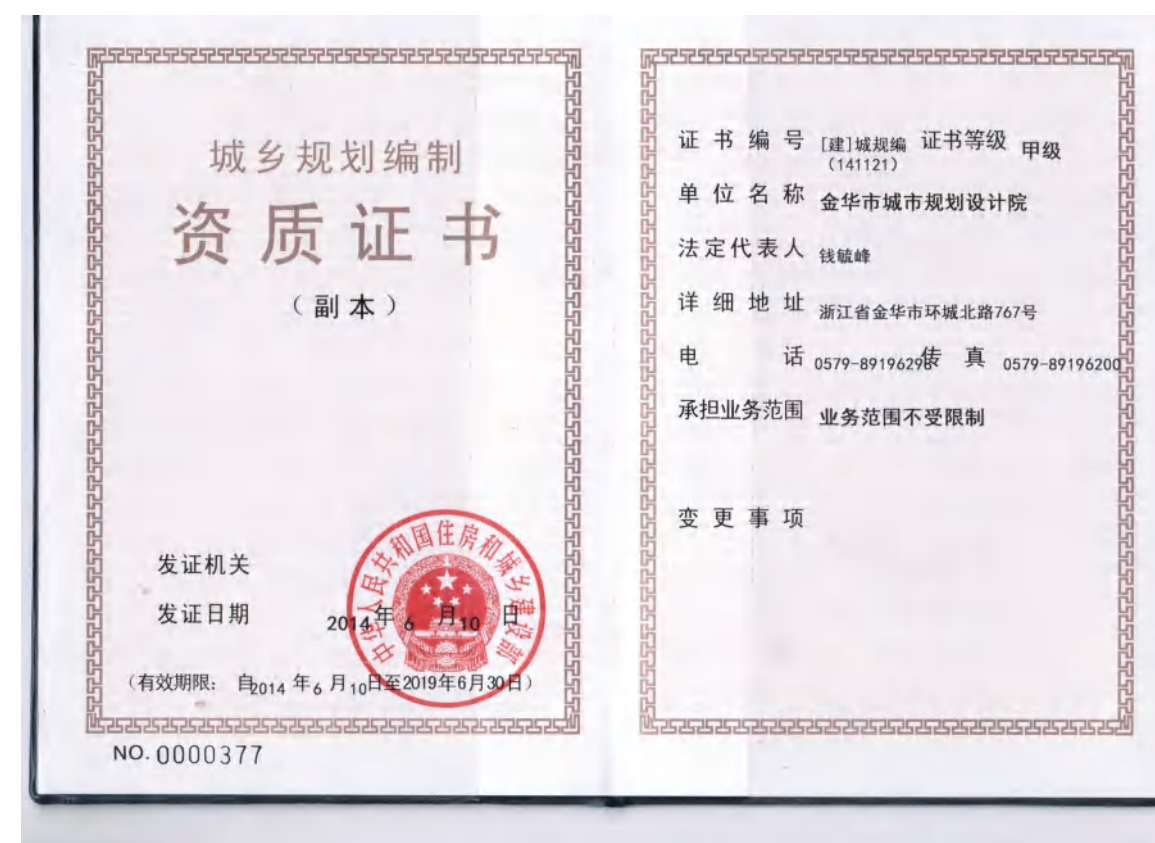 城乡规划编制
资质证书
（副本）
发证机关
发证日期 2014年 6 月10 日
中华人民共和国住房和城乡建设部
（有效期限： 自2014 年6 月10日至2019年6月30日）
NO. 0000377
证书编号 [建]城规编 证书等级 甲级
（141121）
单位名称 金华市城市规划设计院
法定代表人 钱毓峰
详细地址 浙江省金华市环城北路767号
电话 0579-89196298 传真 0579-89196200
承担业务范围 业务范围不受限制
变更事项